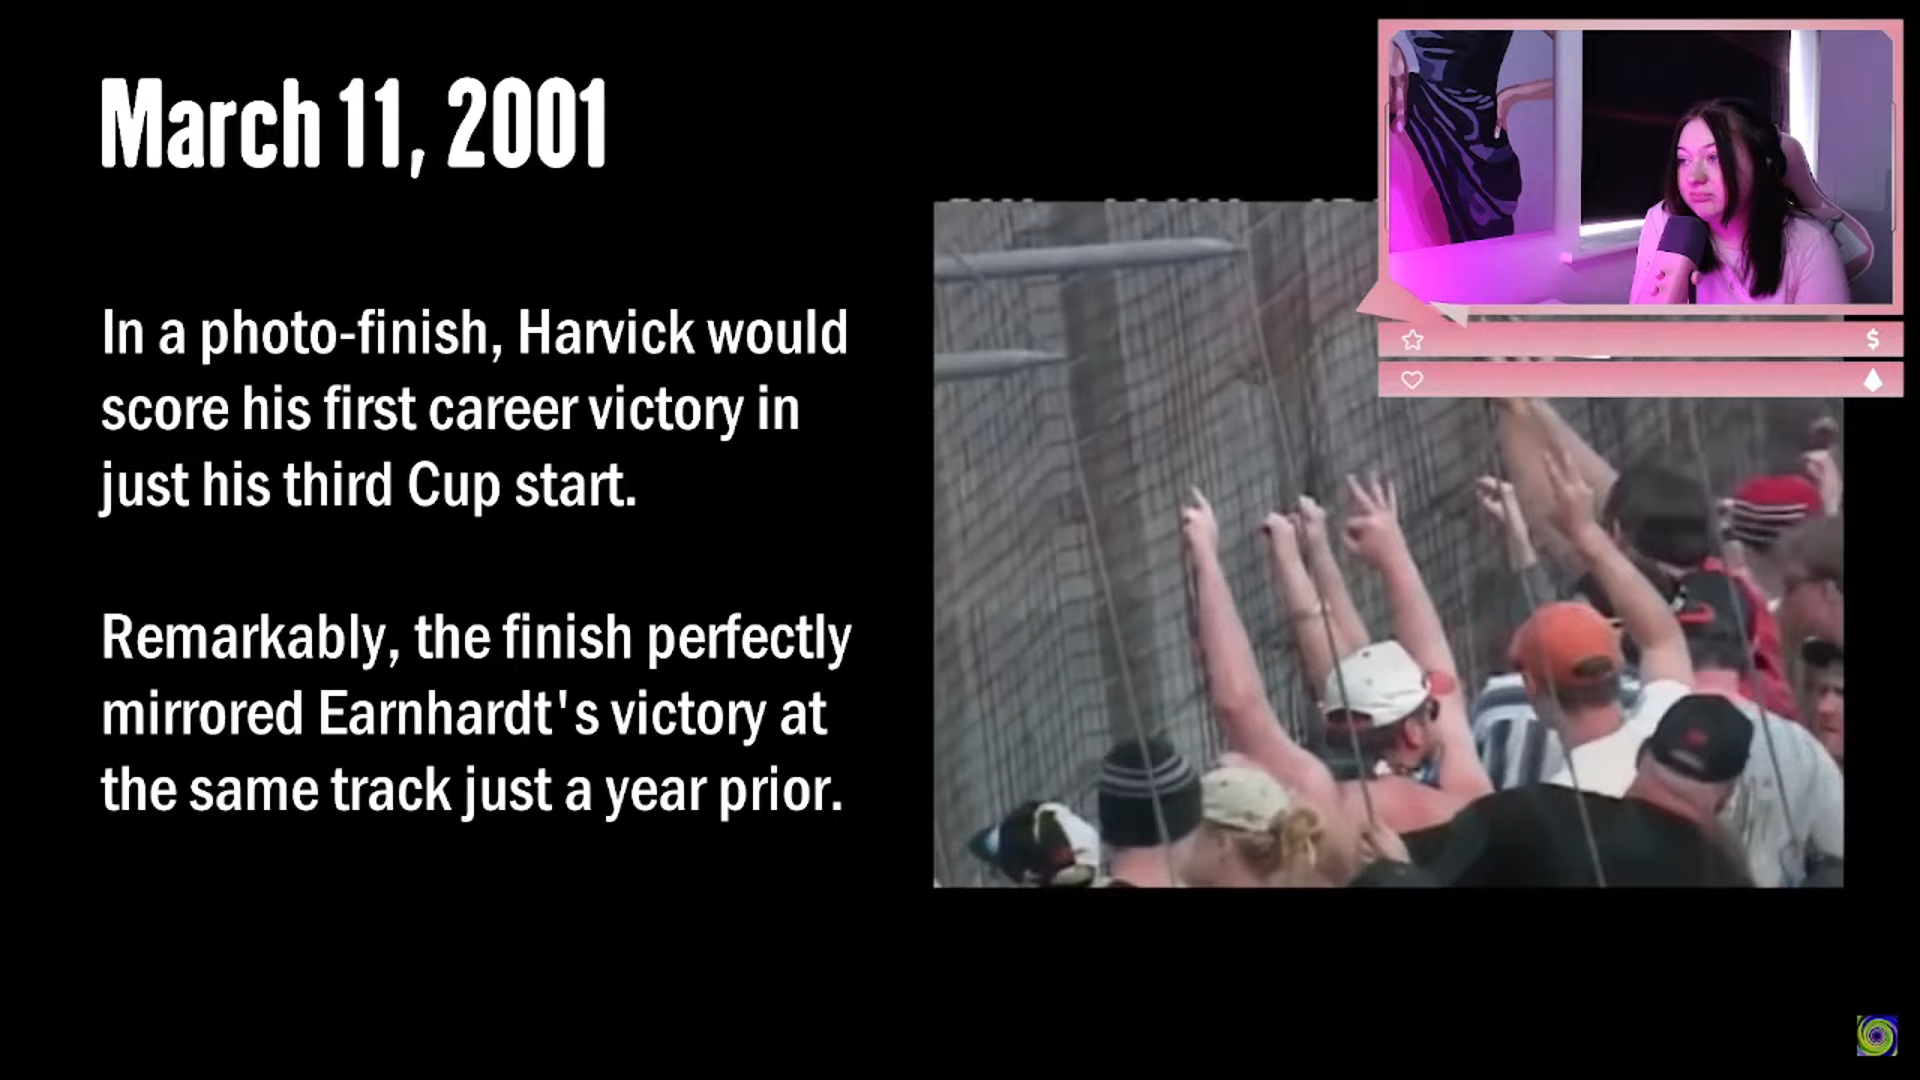 March 11, 2001
In a photo-finish, Harvick would
score his first career victory in
just his third Cup start.
Remarkably, the finish perfectly
mirrored Earnhardt's victory at
the same track just a year prior.
$